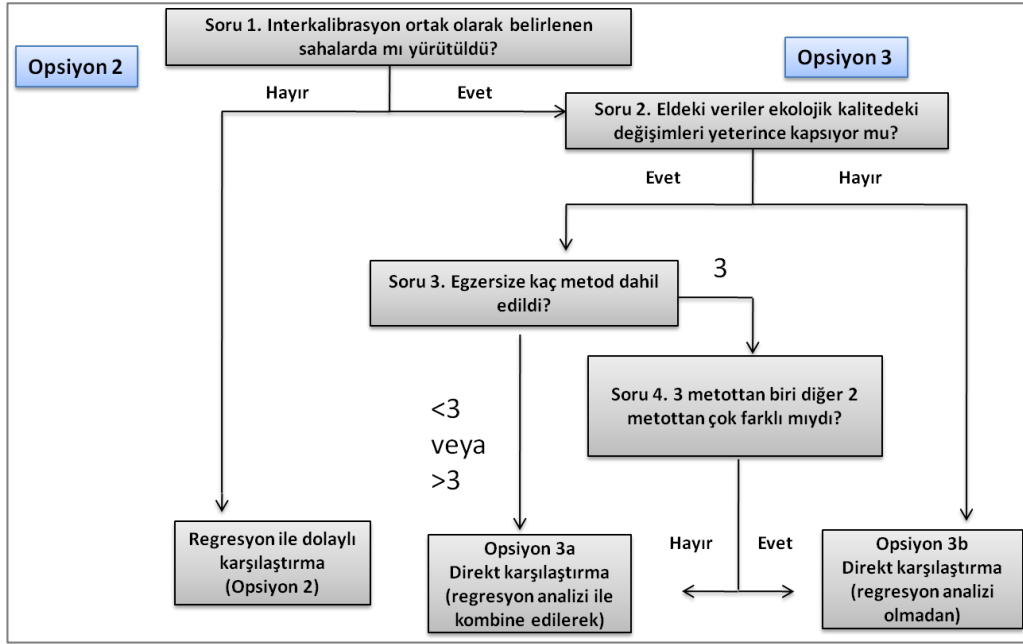 Soru 1. Interkalibrasyon ortak olarak belirlenen
sahalarda mı yürütüldü?
Opsiyon 2
Opsiyon 3
Hayır
Evet
Soru 2. Eldeki veriler ekolojik kalitedeki
değişimleri yeterince kapsıyor mu?
Evet
Hayır
Soru 3. Egzersize kaç metod dahil
edildi?
3
Soru 4. 3 metottan biri diğer 2
metottan çok farklı mıydı?
<3
veya
>3
Regresyon ile dolaylı
karşılaştırma
(Opsiyon 2)
Opsiyon 3a
Direkt karşılaştırma
(regresyon analizi ile
kombine edilerek)
Hayır
Evet
Opsiyon 3b
Direkt karşılaştırma
(regresyon analizi
olmadan)